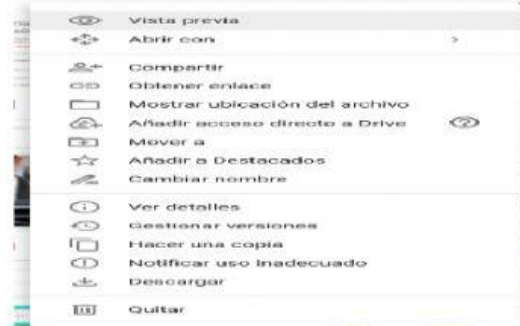 Vista previa
Abrir con
Compartir
Obtener enlace
Mostrar ubicación del archivo
Añadir acceso directo a Drive
Mover a
Añadir a Destacados
Cambiar nombre
Ver detalles
Gestionar versiones
Hacer una copia
Notificar uso inadecuado
Descargar
Quitar